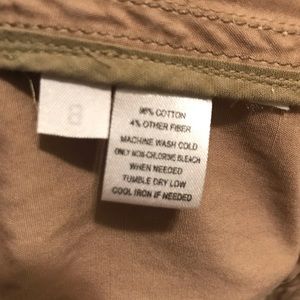 8
96% COTTON
4% OTHER FIBER
MACHINE WASH COLD
ONLY NON-CHLORINE BLEACH
WHEN NEEDED
TUMBLE DRY LOW
COOL IRON IF NEEDED